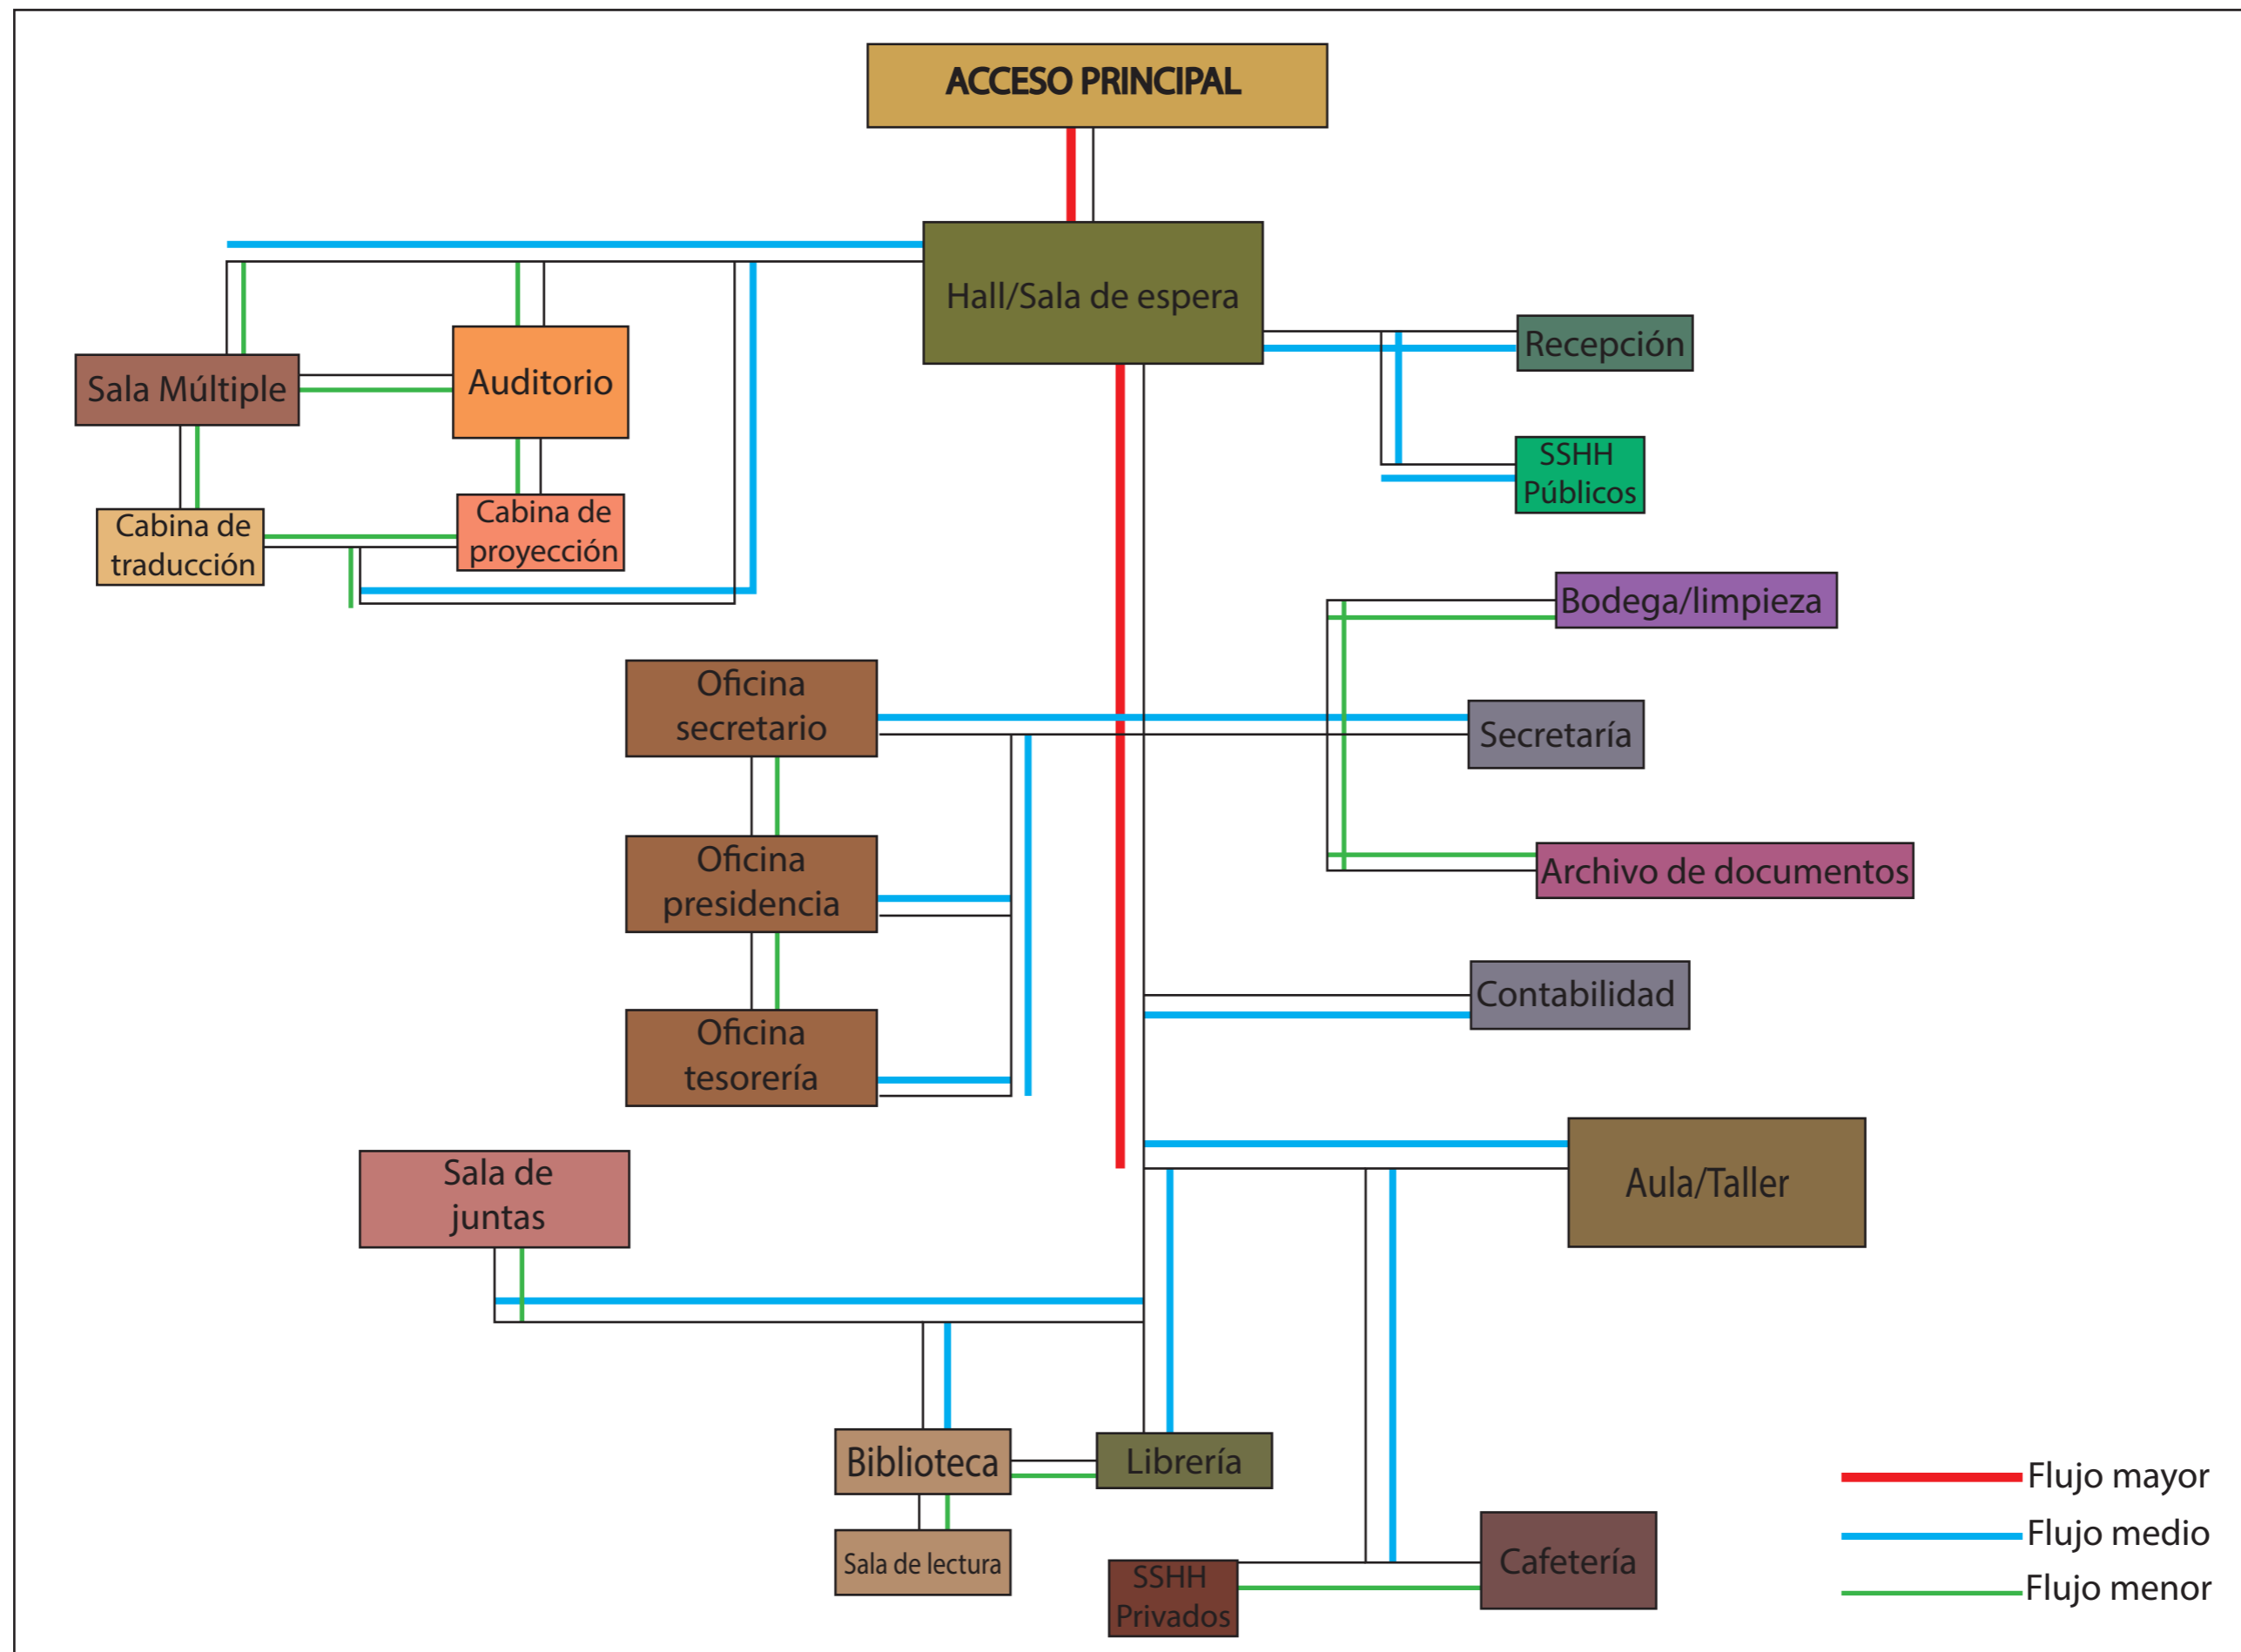 ACCESO PRINCIPAL
Hall/Sala de espera
Recepción
Sala Múltiple
Auditorio
SSHH
Públicos
Cabina de
traducción
Cabina de
proyección
Bodega/limpieza
Oficina
secretario
Secretaría
Oficina
presidencia
Archivo de documentos
Contabilidad
Oficina
tesorería
Sala de
juntas
Aula/Taller
Biblioteca
Librería
Sala de lectura
SSHH
Privados
Cafetería
Flujo mayor
Flujo medio
Flujo menor